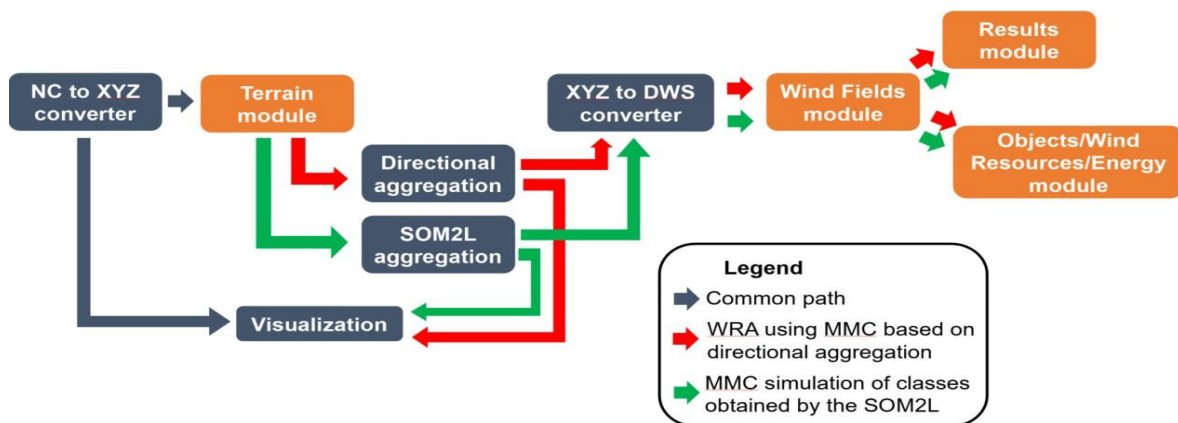 NC to XYZ
converter
Terrain
module
Directional
aggregation
SOM2L
aggregation
Visualization
XYZ to DWS
converter
Wind Fields
module
Results
module
Objects/Wind
Resources/Energy
module
Legend
Common path
WRA using MMC based on
directional aggregation
MMC simulation of classes
obtained by the SOM2L